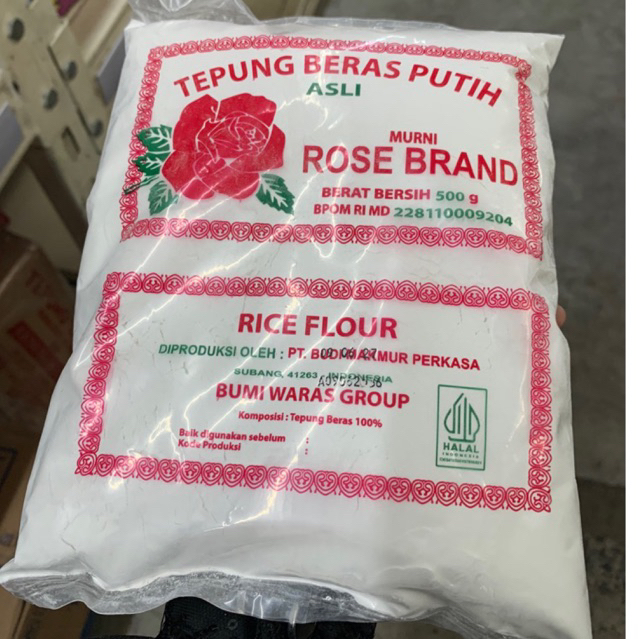 TEPUNG BERAS PUTIH
ASLI
MURNI
ROSE BRAND
BERAT BERSIH 500 g
BPOM RI MD 228110009204
RICE FLOUR
DIPRODUKSI OLEH : PT. BUDI MAKMUR PERKASA
SUBANG, 41263 - INDONESIA
BUMI WARAS GROUP
Komposisi : Tepung Beras 100%
Baik digunakan sebelum :
Kode Produksi :
HALAL
INDONESIA